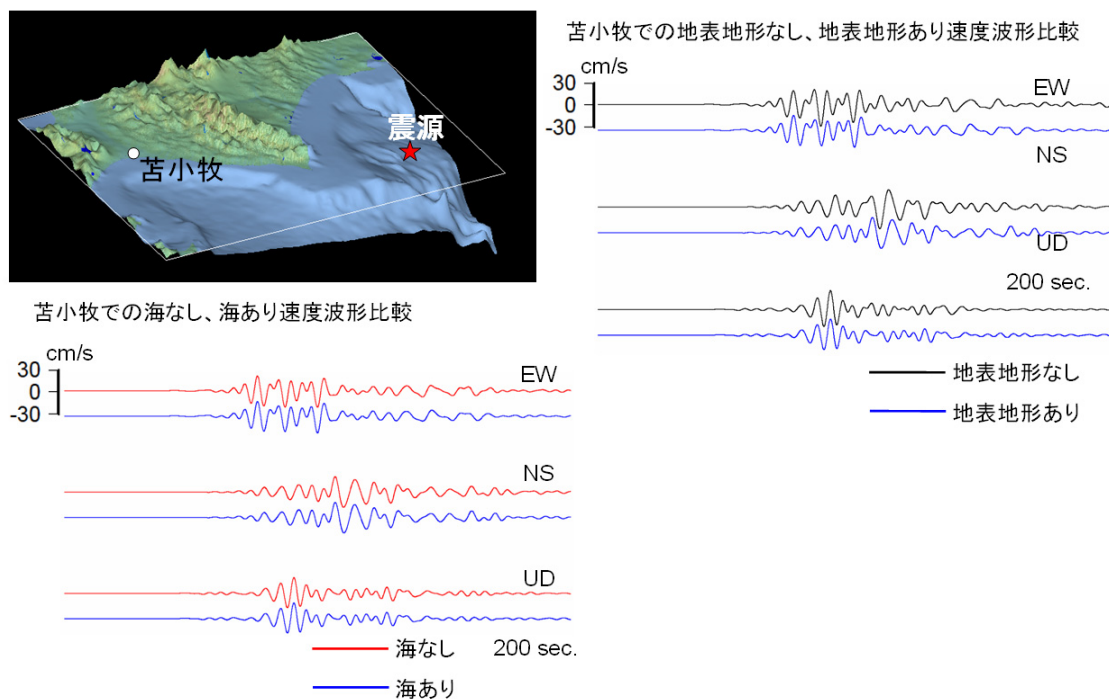 震源
苫小牧
苫小牧での地表地形なし、地表地形あり速度波形比較
cm/s
30
0
-30
EW
NS
UD
200 sec.
地表地形なし
地表地形あり
苫小牧での海なし、海あり速度波形比較
cm/s
30
0
-30
EW
NS
UD
海なし 200 sec.
海あり